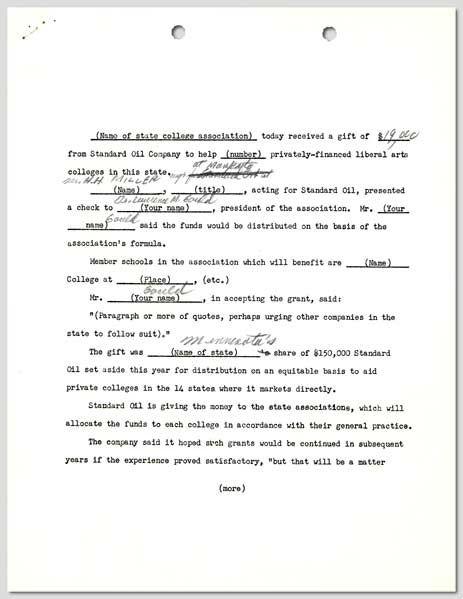 (Name of state college association) today received a gift of $19,000
from Standard Oil Company to help (number) privately-financed liberal arts
at Mankato
colleges in this state.
Mr. H.H. MILLER mgr
(Name), (title), acting for Standard Oil, presented
Dr. Lawrence M. Gould
a check to (Your name), president of the association. Mr. (Your
Gould
name) said the funds would be distributed on the basis of the
association's formula.
Member schools in the association which will benefit are (Name)
College at (Place), (etc.)
Gould
Mr. (Your name), in accepting the grant, said:
"(Paragraph or more of quotes, perhaps urging other companies in the
state to follow suit)."
Minnesota's
The gift was (Name of state) share of $150,000 Standard
Oil set aside this year for distribution on an equitable basis to aid
private colleges in the 14 states where it markets directly.
Standard Oil is giving the money to the state associations, which will
allocate the funds to each college in accordance with their general practice.
The company said it hoped such grants would be continued in subsequent
years if the experience proved satisfactory, "but that will be a matter
(more)